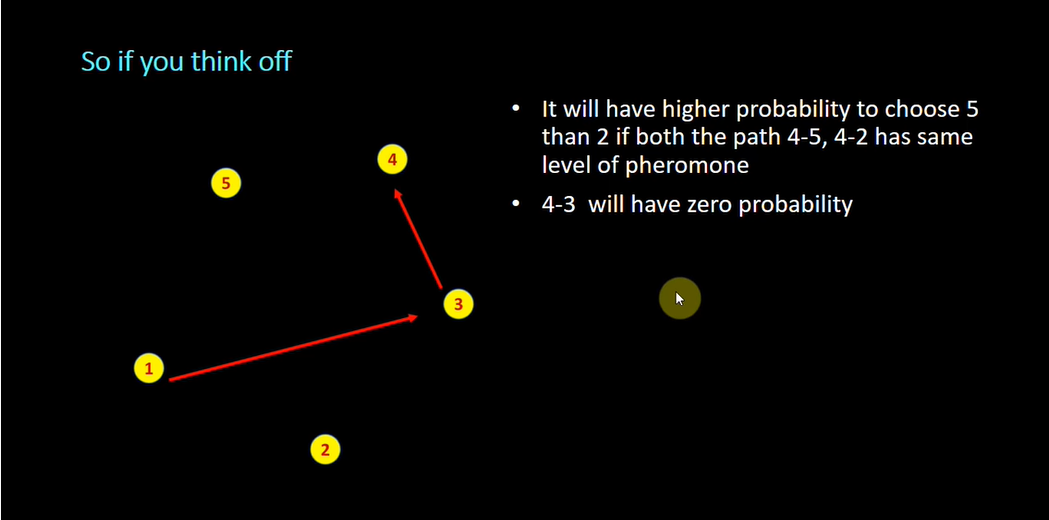 So if you think off
• It will have higher probability to choose 5
than 2 if both the path 4-5, 4-2 has same
level of pheromone
• 4-3 will have zero probability
4
5
3
1
2